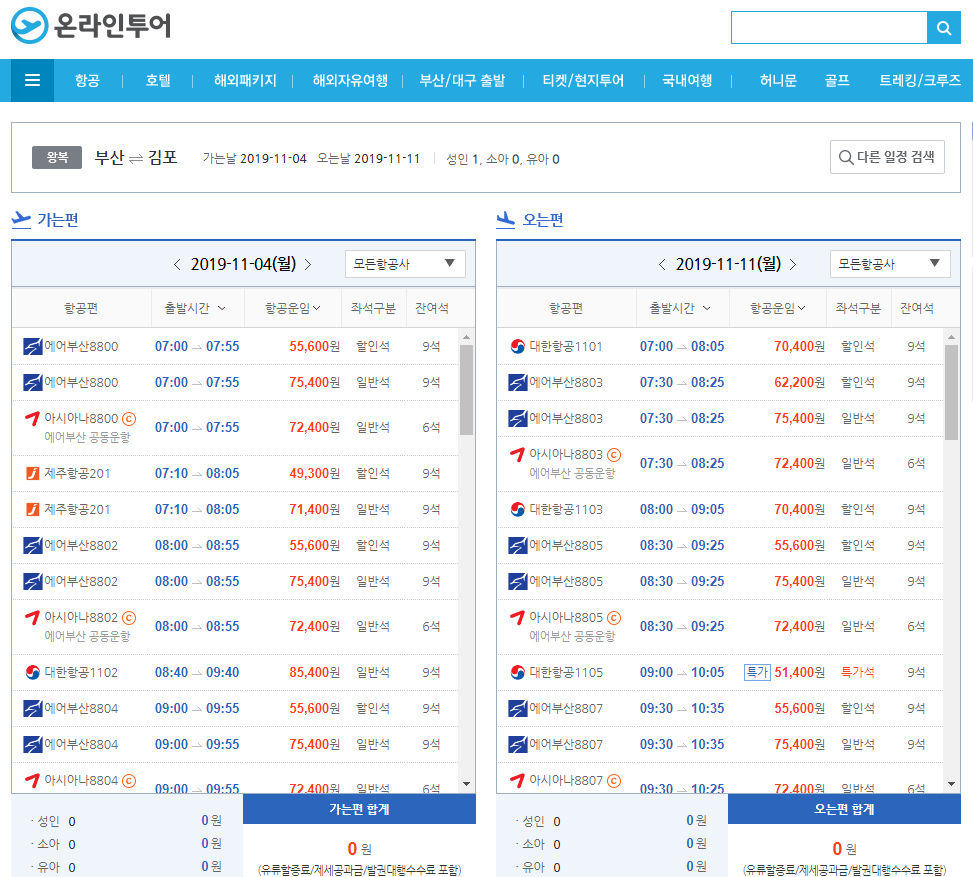 온라인투어
항공 | 호텔 | 해외패키지 | 해외자유여행 | 부산/대구 출발 | 티켓/현지투어 | 국내여행 | 허니문 골프 트레킹/크루즈
왕복 부산 ⇌ 김포 가는날 2019-11-04 오는날 2019-11-11 | 성인 1, 소아 0, 유아 0 다른 일정 검색
가는편
< 2019-11-04(월) > 모든항공사 ▼
항공편 출발시간 항공운임 좌석구분 잔여석
에어부산8800 07:00 → 07:55 55,600원 할인석 9석
에어부산8800 07:00 → 07:55 75,400원 일반석 9석
아시아나8800 ⓒ 07:00 → 07:55 72,400원 일반석 6석
에어부산 공동운항
제주항공201 07:10 → 08:05 49,300원 할인석 9석
제주항공201 07:10 → 08:05 71,400원 일반석 9석
에어부산8802 08:00 → 08:55 55,600원 할인석 9석
에어부산8802 08:00 → 08:55 75,400원 일반석 9석
아시아나8802 ⓒ 08:00 → 08:55 72,400원 일반석 6석
에어부산 공동운항
대한항공1102 08:40 → 09:40 85,400원 일반석 9석
에어부산8804 09:00 → 09:55 55,600원 할인석 9석
에어부산8804 09:00 → 09:55 75,400원 일반석 9석
아시아나8804 ⓒ 09:00 → 09:55 72,400원 일반석 6석
· 성인 0 0원
· 소아 0 0원
· 유아 0 0원
가는편 합계
0 원
(유류할증료/제세공과금/발권대행수수료 포함)
오는편
< 2019-11-11(월) > 모든항공사 ▼
항공편 출발시간 항공운임 좌석구분 잔여석
대한항공1101 07:00 → 08:05 70,400원 할인석 9석
에어부산8803 07:30 → 08:25 62,200원 할인석 9석
에어부산8803 07:30 → 08:25 75,400원 일반석 9석
아시아나8803 ⓒ 07:30 → 08:25 72,400원 일반석 6석
에어부산 공동운항
대한항공1103 08:00 → 09:05 70,400원 할인석 9석
에어부산8805 08:30 → 09:25 55,600원 할인석 9석
에어부산8805 08:30 → 09:25 75,400원 일반석 9석
아시아나8805 ⓒ 08:30 → 09:25 72,400원 일반석 6석
에어부산 공동운항
대한항공1105 09:00 → 10:05 특가 51,400원 특가석 9석
에어부산8807 09:30 → 10:35 55,600원 할인석 9석
에어부산8807 09:30 → 10:35 75,400원 일반석 9석
아시아나8807 ⓒ 09:30 → 10:25 72,400원 일반석 6석
· 성인 0 0원
· 소아 0 0원
· 유아 0 0원
오는편 합계
0 원
(유류할증료/제세공과금/발권대행수수료 포함)